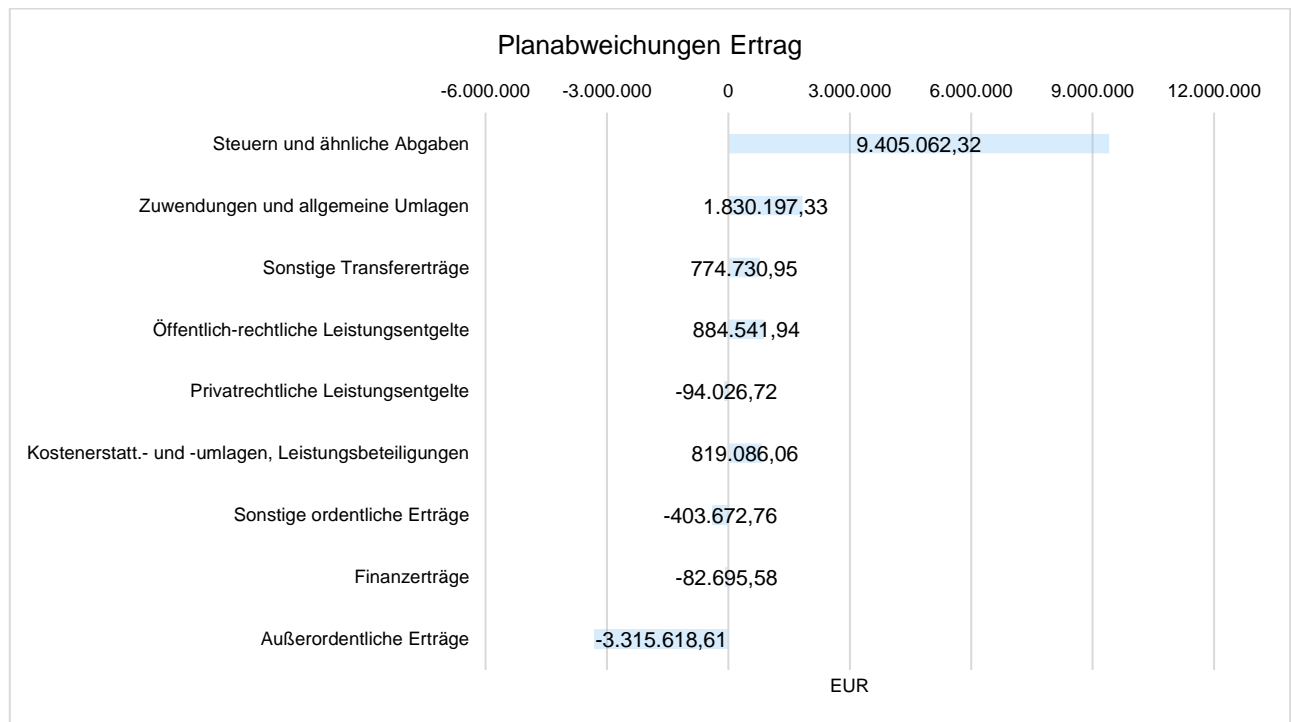 Planabweichungen Ertrag
-6.000.000 -3.000.000 0 3.000.000 6.000.000 9.000.000 12.000.000
Steuern und ähnliche Abgaben 9.405.062,32
Zuwendungen und allgemeine Umlagen 1.830.197,33
Sonstige Transfererträge 774.730,95
Öffentlich-rechtliche Leistungsentgelte 884.541,94
Privatrechtliche Leistungsentgelte -94.026,72
Kostenerstatt.- und -umlagen, Leistungsbeteiligungen 819.086,06
Sonstige ordentliche Erträge -403.672,76
Finanzerträge -82.695,58
Außerordentliche Erträge -3.315.618,61
EUR